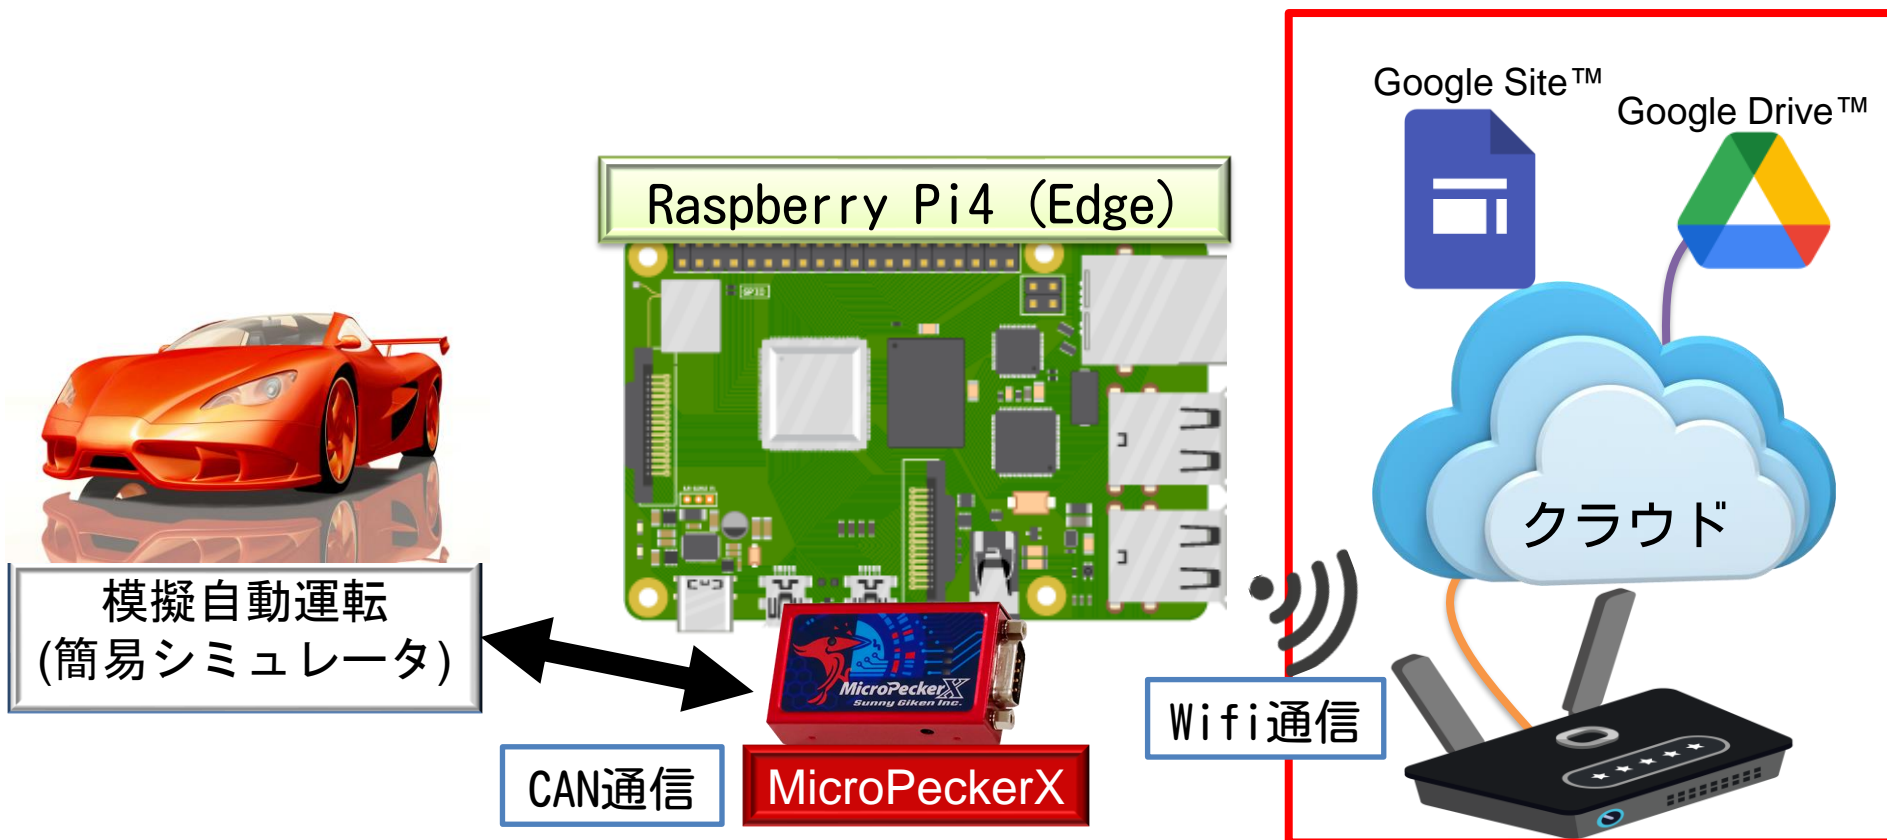 Google Site™
Google Drive™
Raspberry Pi4 (Edge)
GPIO
クラウド
模擬自動運転
(簡易シミュレータ)
MicroPeckerX
Sunny Giken Inc.
Wifi通信
CAN通信
MicroPeckerX